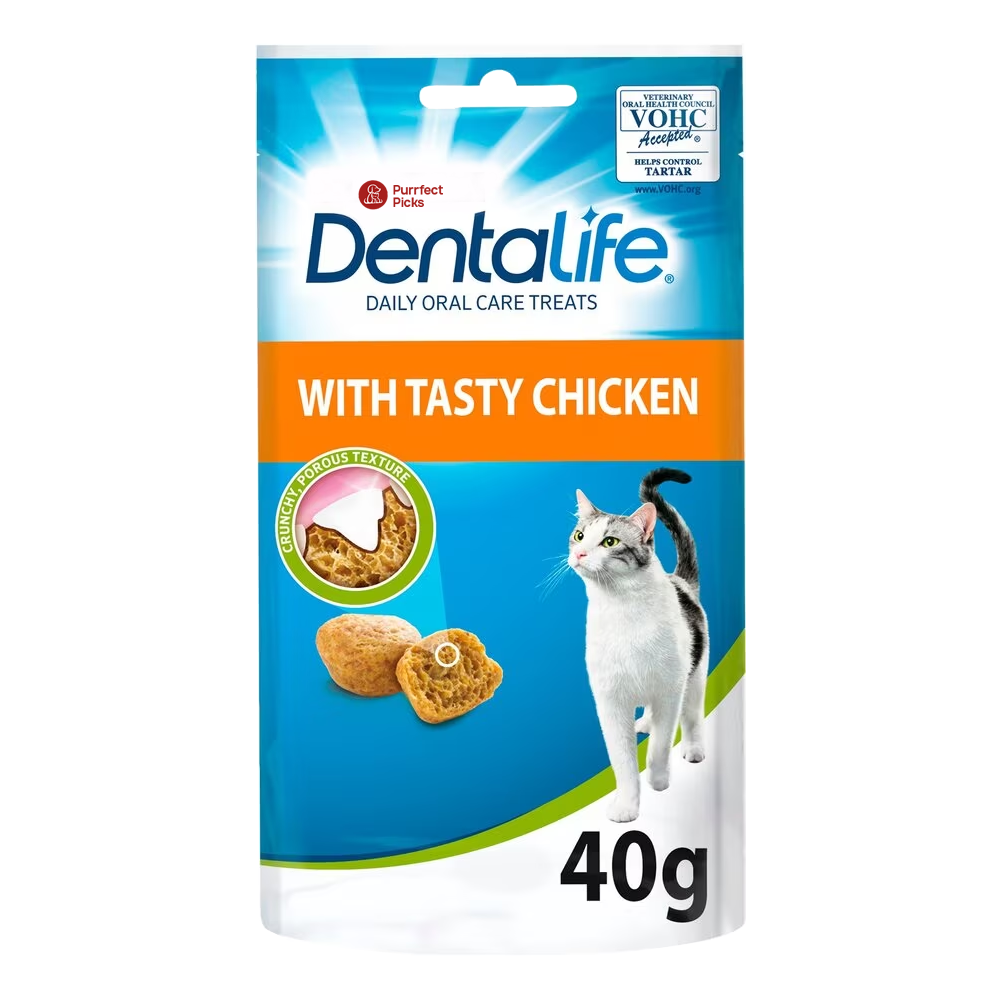 VETERINARY
ORAL HEALTH COUNCIL
VOHC
Accepted®
HELPS CONTROL
TARTAR
www.VOHC.org
Purrfect
Picks
Dentalife®
DAILY ORAL CARE TREATS
WITH TASTY CHICKEN
CRUNCHY, POROUS TEXTURE
40g